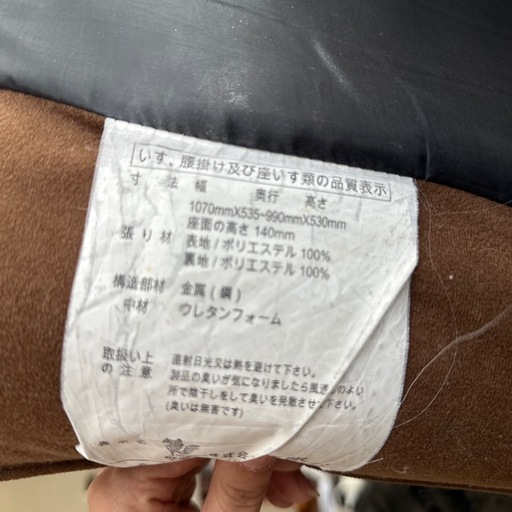 いす、腰掛け及び座いす類の品質表示
寸法 幅 奥行 高さ
1070mmX535~990mmX530mm
座面の高さ 140mm
張り材 表地 / ポリエステル 100%
裏地 / ポリエステル 100%
構造部材 金属 (鋼)
中材 ウレタンフォーム
取扱い上 直射日光又は熱を避けて下さい。
の注意 製品の臭いが気になりましたら風通しのよい
所で陰干しをして臭いを発散させて下さい。
(臭いは無害です)
表示者 株式会